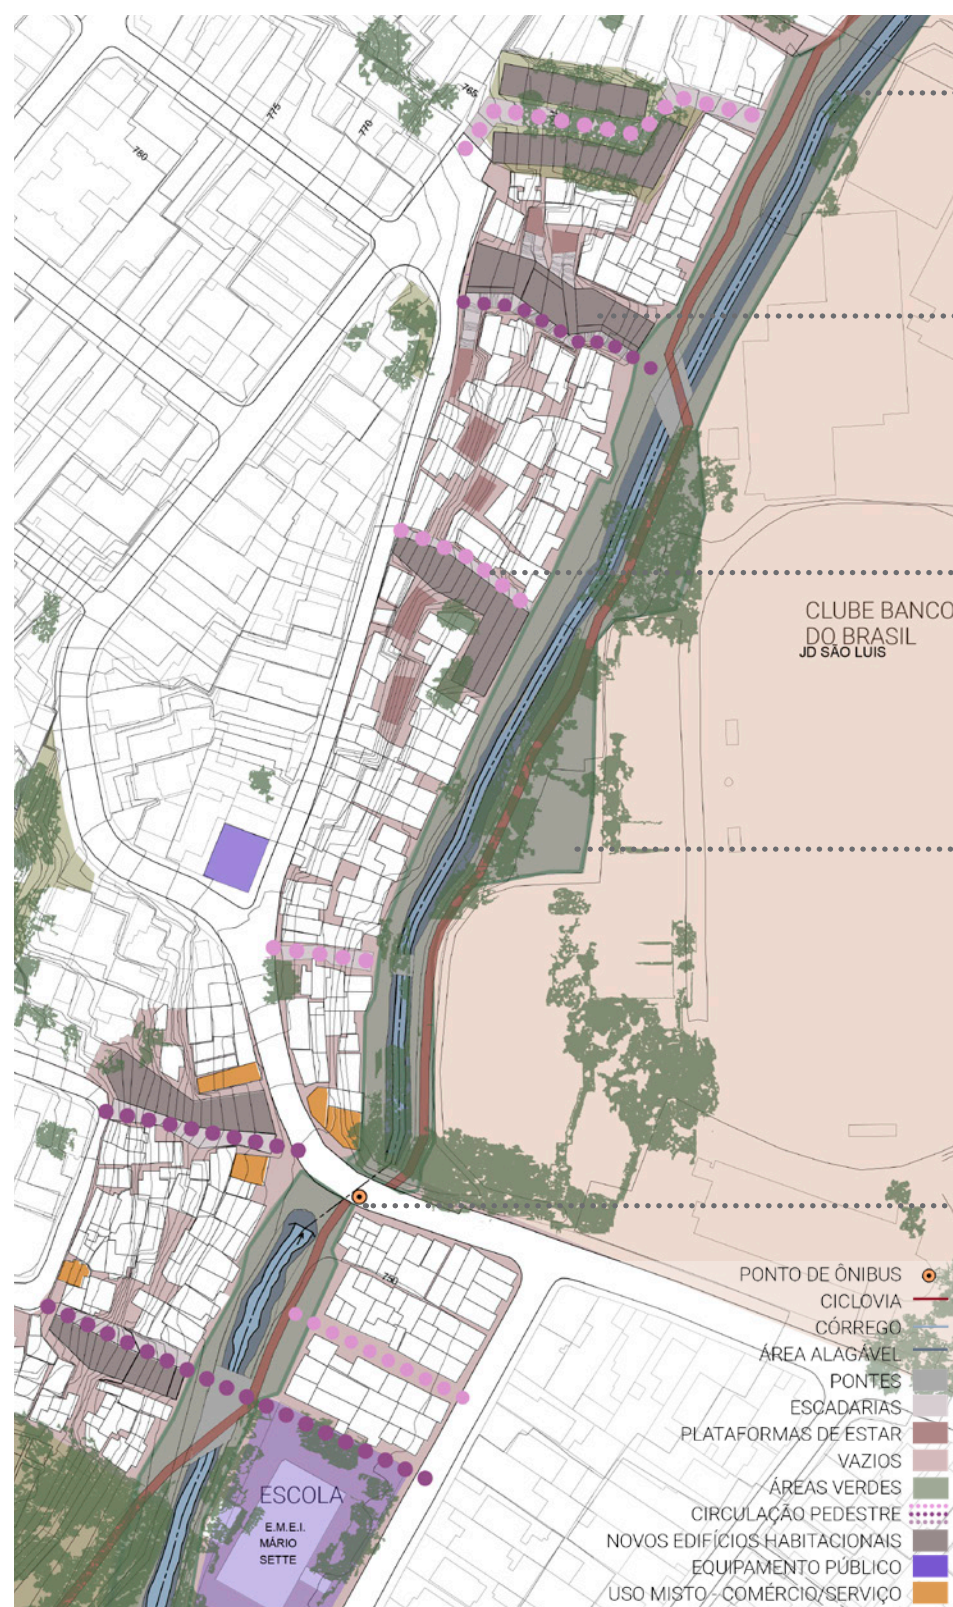 765
775
770
780
CLUBE BANCO
DO BRASIL
JD SÃO LUIS
750
PONTO DE ÔNIBUS
CICLOVIA
CÓRREGO
ÁREA ALAGÁVEL
PONTES
ESCADARIAS
PLATAFORMAS DE ESTAR
VAZIOS
ÁREAS VERDES
CIRCULAÇÃO PEDESTRE
NOVOS EDIFÍCIOS HABITACIONAIS
EQUIPAMENTO PÚBLICO
USO MISTO - COMÉRCIO/SERVIÇO
ESCOLA
E.M.E.I.
MÁRIO
SETTE